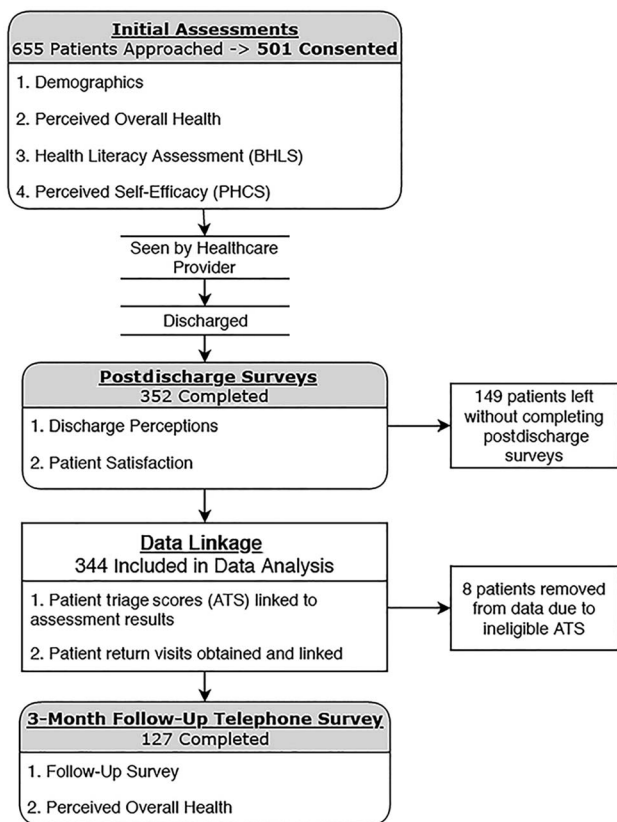 Initial Assessments
655 Patients Approached -> 501 Consented
1. Demographics
2. Perceived Overall Health
3. Health Literacy Assessment (BHLS)
4. Perceived Self-Efficacy (PHCS)
Seen by Healthcare
Provider
Discharged
Postdischarge Surveys
352 Completed
1. Discharge Perceptions
2. Patient Satisfaction
149 patients left
without completing
postdischarge
surveys
Data Linkage
344 Included in Data Analysis
1. Patient triage scores (ATS) linked to
assessment results
2. Patient return visits obtained and linked
8 patients removed
from data due to
ineligible ATS
3-Month Follow-Up Telephone Survey
127 Completed
1. Follow-Up Survey
2. Perceived Overall Health